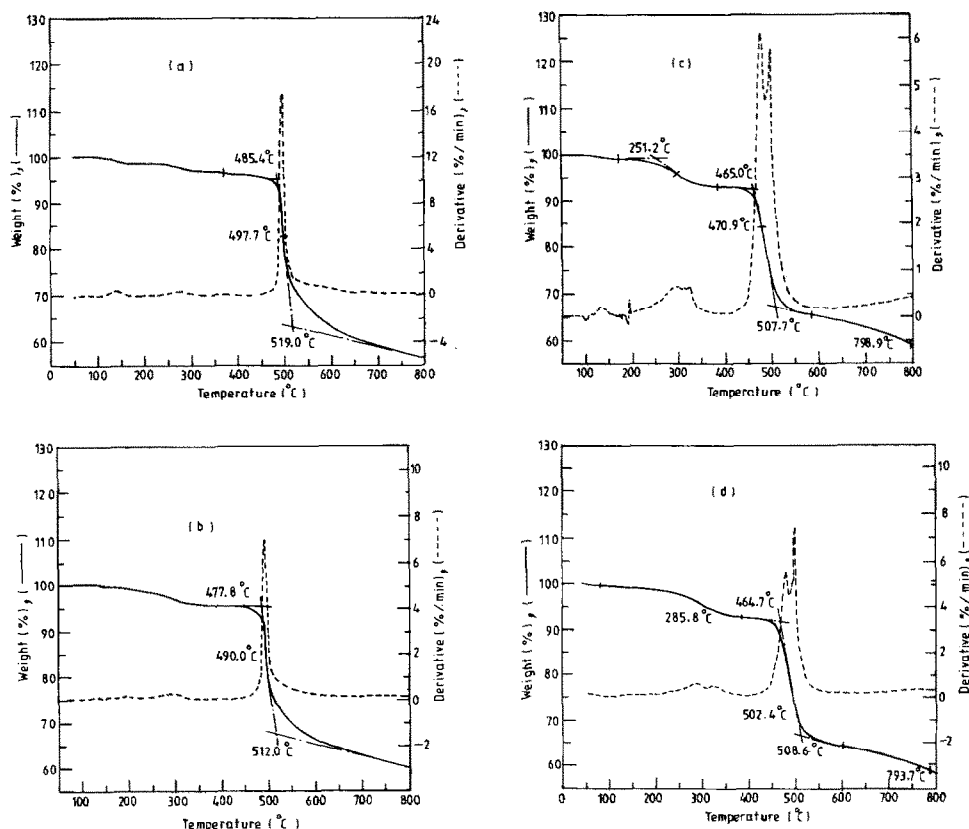 130
120
110
100
90
80
70
60
24
20
16
12
8
4
0
-4
(a)
485.4°C
497.7°C
519.0°C
Weight (%), (——)
Derivative (%/min), (----)
0 100 200 300 400 500 600 700 800
Temperature (°C)
130
120
110
100
90
80
70
60
6
5
4
3
2
1
0
(c)
251.2°C
465.0°C
470.9°C
507.7°C
798.9°C
Weight (%), (——)
Derivative (%/min), (----)
100 200 300 400 500 600 700 800
Temperature (°C)
130
120
110
100
90
80
70
60
10
8
6
4
2
0
-2
(b)
477.8°C
490.0°C
512.0°C
Weight (%), (——)
Derivative (%/min), (----)
100 200 300 400 500 600 700 800
Temperature (°C)
130
120
110
100
90
80
70
60
10
8
6
4
2
0
-2
(d)
464.7°C
285.8°C
502.4°C
508.6°C
793.7°C
Weight (%), (——)
Derivative (%/min), (----)
0 100 200 300 400 500 600 700 800
Temperature (°C)